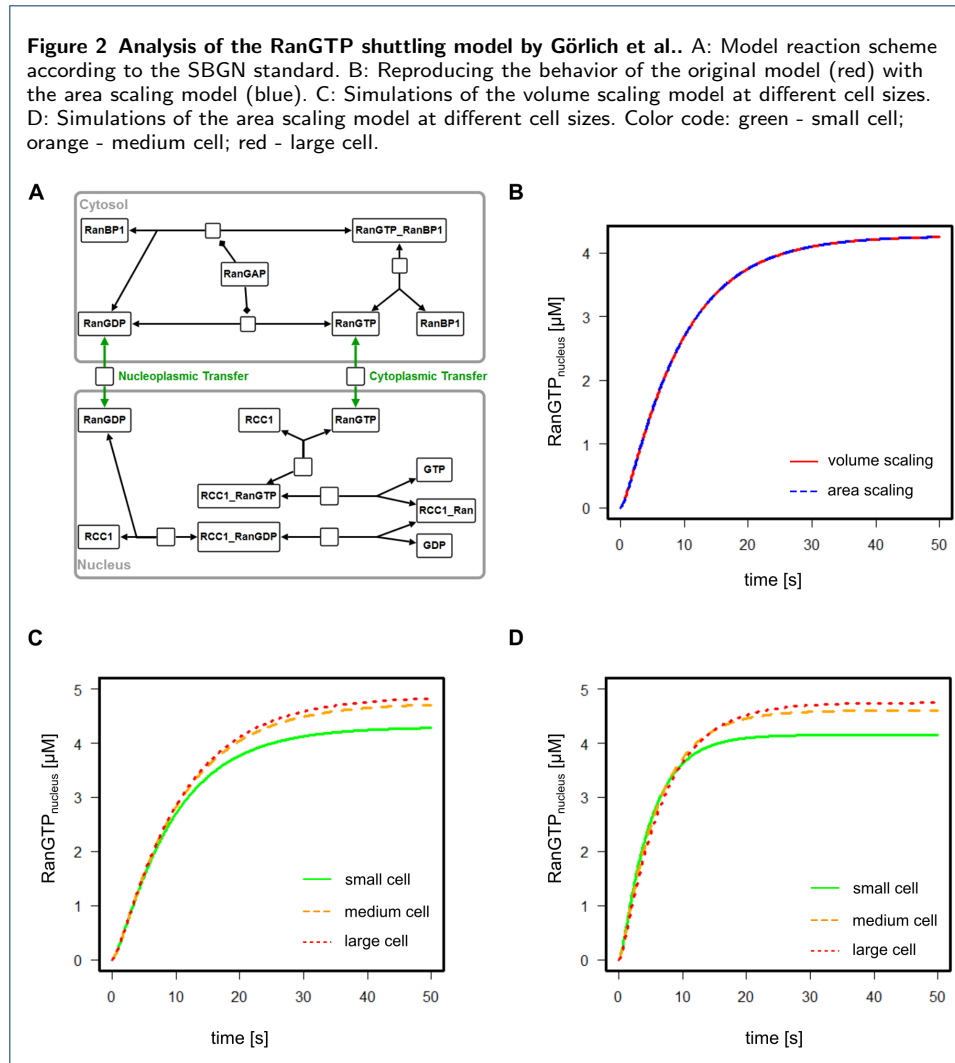 Figure 2 Analysis of the RanGTP shuttling model by Görlich et al.. A: Model reaction scheme
according to the SBGN standard. B: Reproducing the behavior of the original model (red) with
the area scaling model (blue). C: Simulations of the volume scaling model at different cell sizes.
D: Simulations of the area scaling model at different cell sizes. Color code: green - small cell;
orange - medium cell; red - large cell.
A
Cytosol
RanBP1
RanGTP_RanBP1
RanGAP
RanGDP
RanGTP
RanBP1
Nucleoplasmic Transfer
Cytoplasmic Transfer
RanGDP
RCC1
RanGTP
GTP
RCC1_RanGTP
RCC1_Ran
RCC1
RCC1_RanGDP
GDP
Nucleus
B
RanGTPnucleus [µM]
4
3
2
1
0
volume scaling
area scaling
0 10 20 30 40 50
time [s]
C
RanGTPnucleus [µM]
5
4
3
2
1
0
small cell
medium cell
large cell
0 10 20 30 40 50
time [s]
D
RanGTPnucleus [µM]
5
4
3
2
1
0
small cell
medium cell
large cell
0 10 20 30 40 50
time [s]